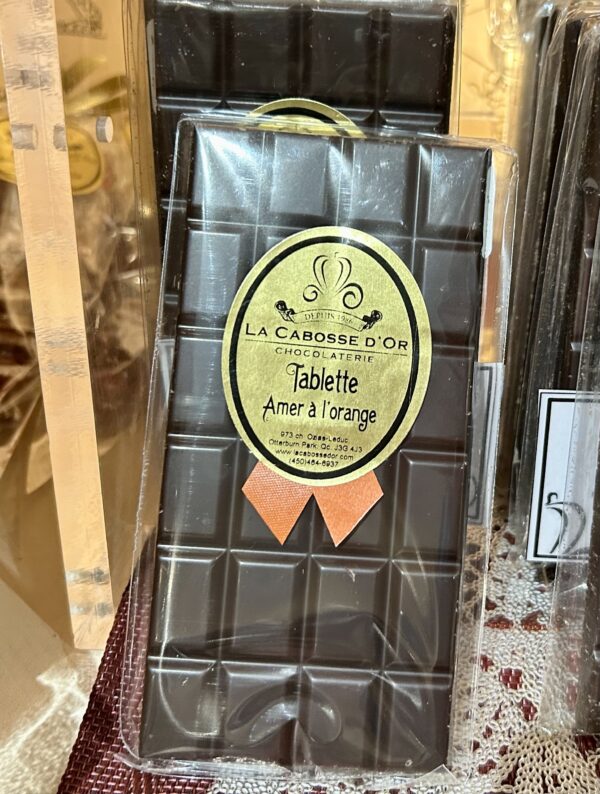 DEPUIS 1986
LA CABOSSE D'OR
CHOCOLATERIE
Tablette
Amer à l'orange
973 ch. Ozias-Leduc,
Otterburn Park, Qc. J3G 4J3
www.lacabossedor.com
(450)464-6937